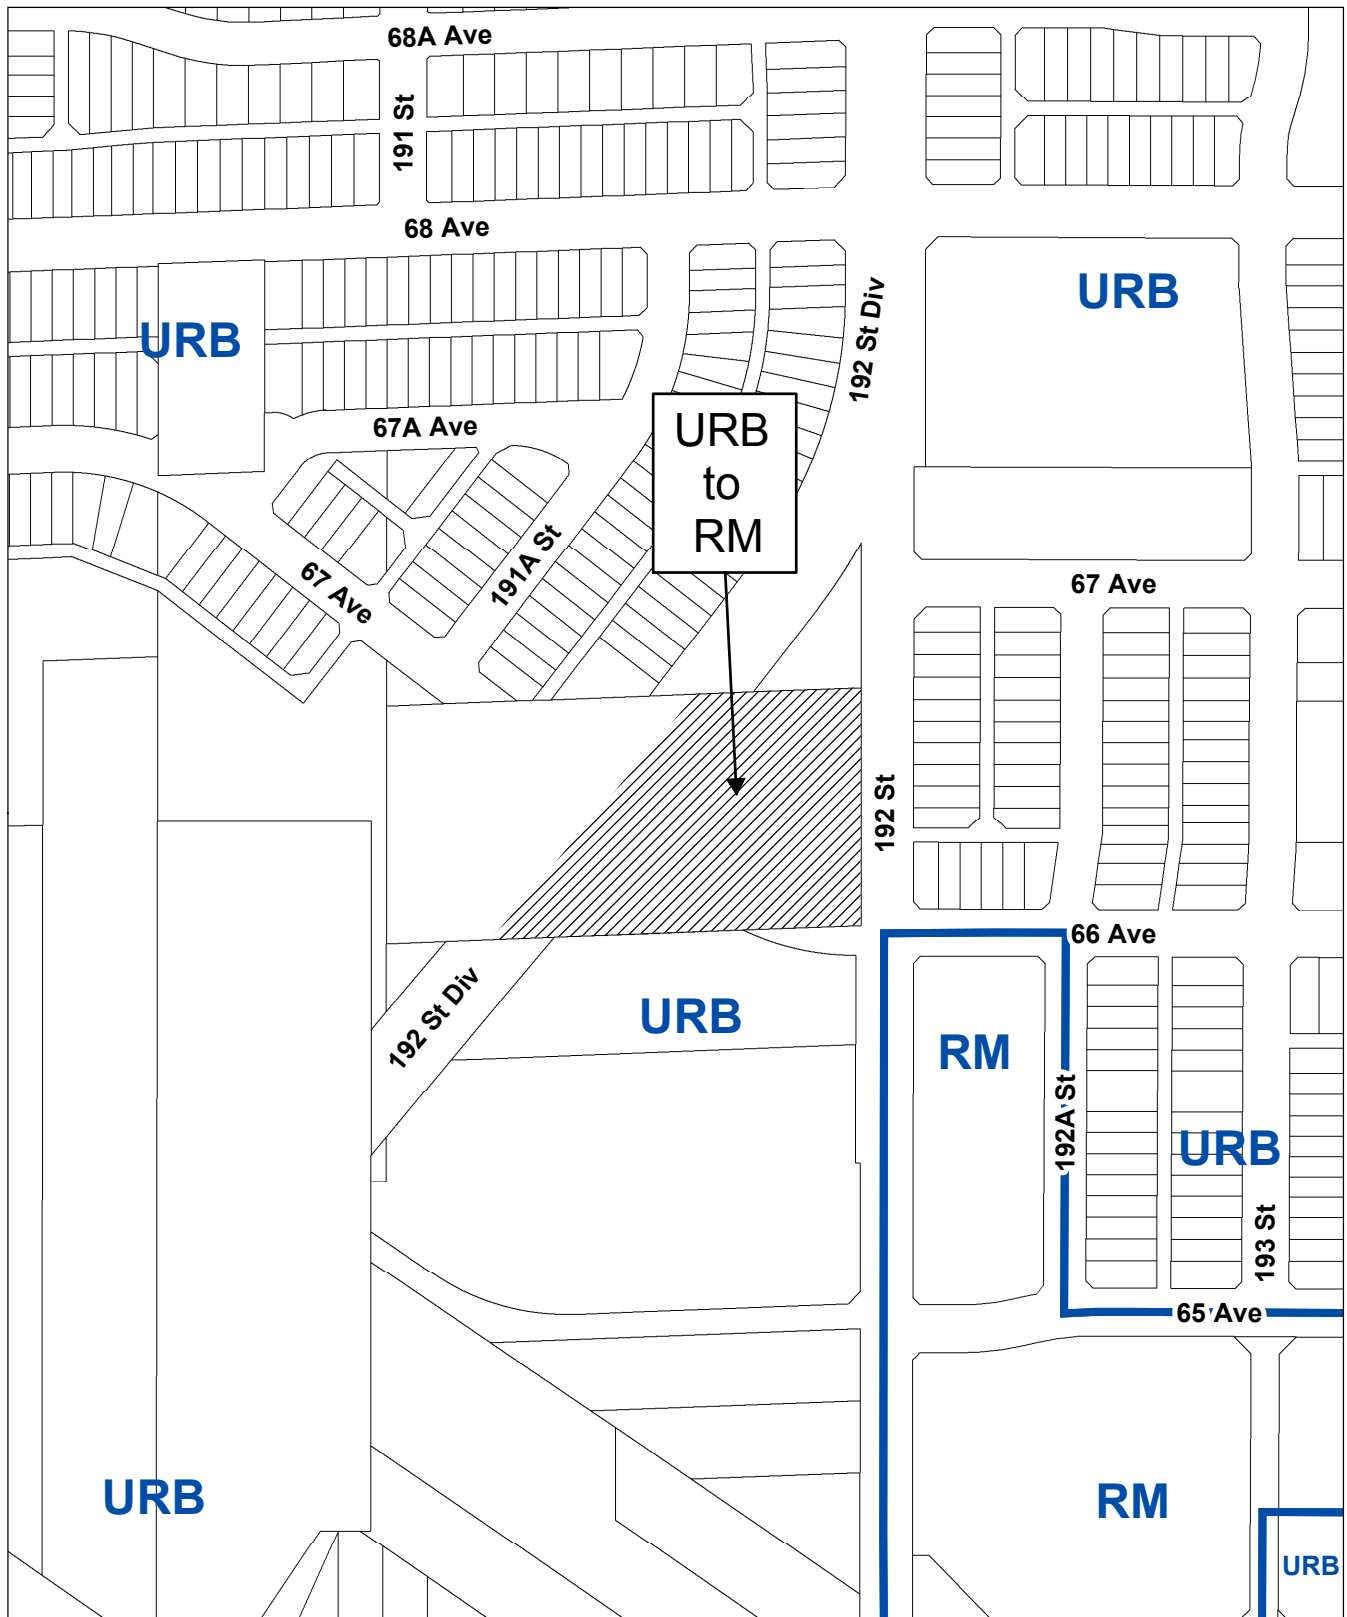 68A Ave
191 St
68 Ave
URB
192 St Div
URB
67A Ave
URB
to
RM
191A St
67 Ave
67 Ave
192 St
66 Ave
192 St Div
URB
RM
192A St
URB
193 St
65 Ave
URB
RM
URB